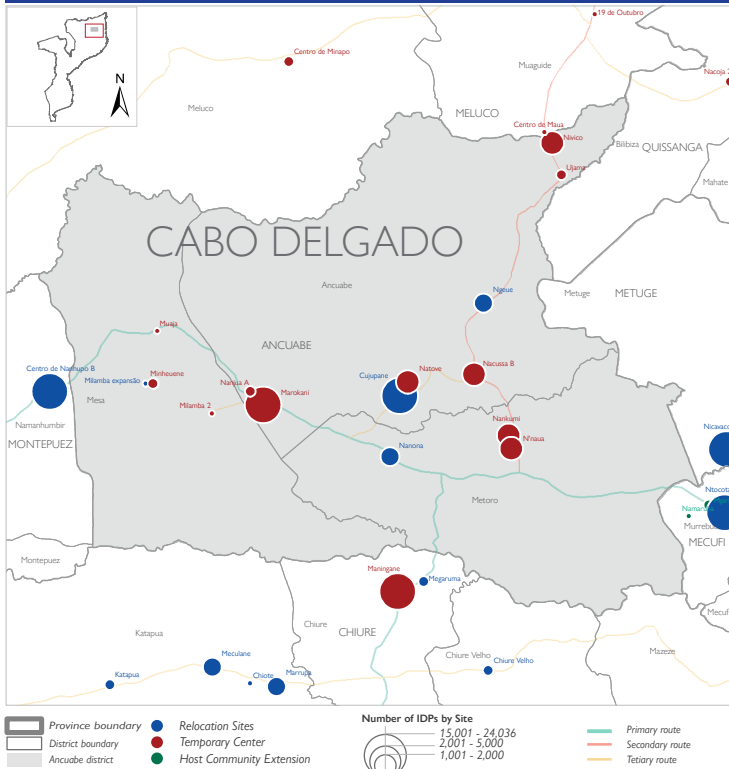 19 de Outubro
Centro de Minapo
Muaguide
Nacoja 2
N
Meluco
MELUCO
Centro de Maua
Nivico
Bilibiza
QUISSANGA
Ujama
Mahate
CABO DELGADO
Ancuabe
Ngeue
Metuge
METUGE
Muaja
ANCUABE
Centro de Nanhupo B
Milamba expansão
Minheuene
Nanjua A
Marokani
Cujupane
Natove
Nacussa B
Mesa
Milamba 2
Namanhumbir
MONTEPUEZ
Nankumi
N'naua
Nicavaco
Nanona
Metoro
Ntocota
Murrebue
MECUFI
Montepuez
Maningane
Megaruma
Mecufi
Katapua
Chiure
CHIURE
Meculane
Chiure Velho
Chiure Velho
Mazeze
Katapua
Chiote
Marrupa
Province boundary
District boundary
Ancuabe district
Relocation Sites
Temporary Center
Host Community Extension
Number of IDPs by Site
15,001 - 24,036
2,001 - 5,000
1,001 - 2,000
Primary route
Secondary route
Tetiary route